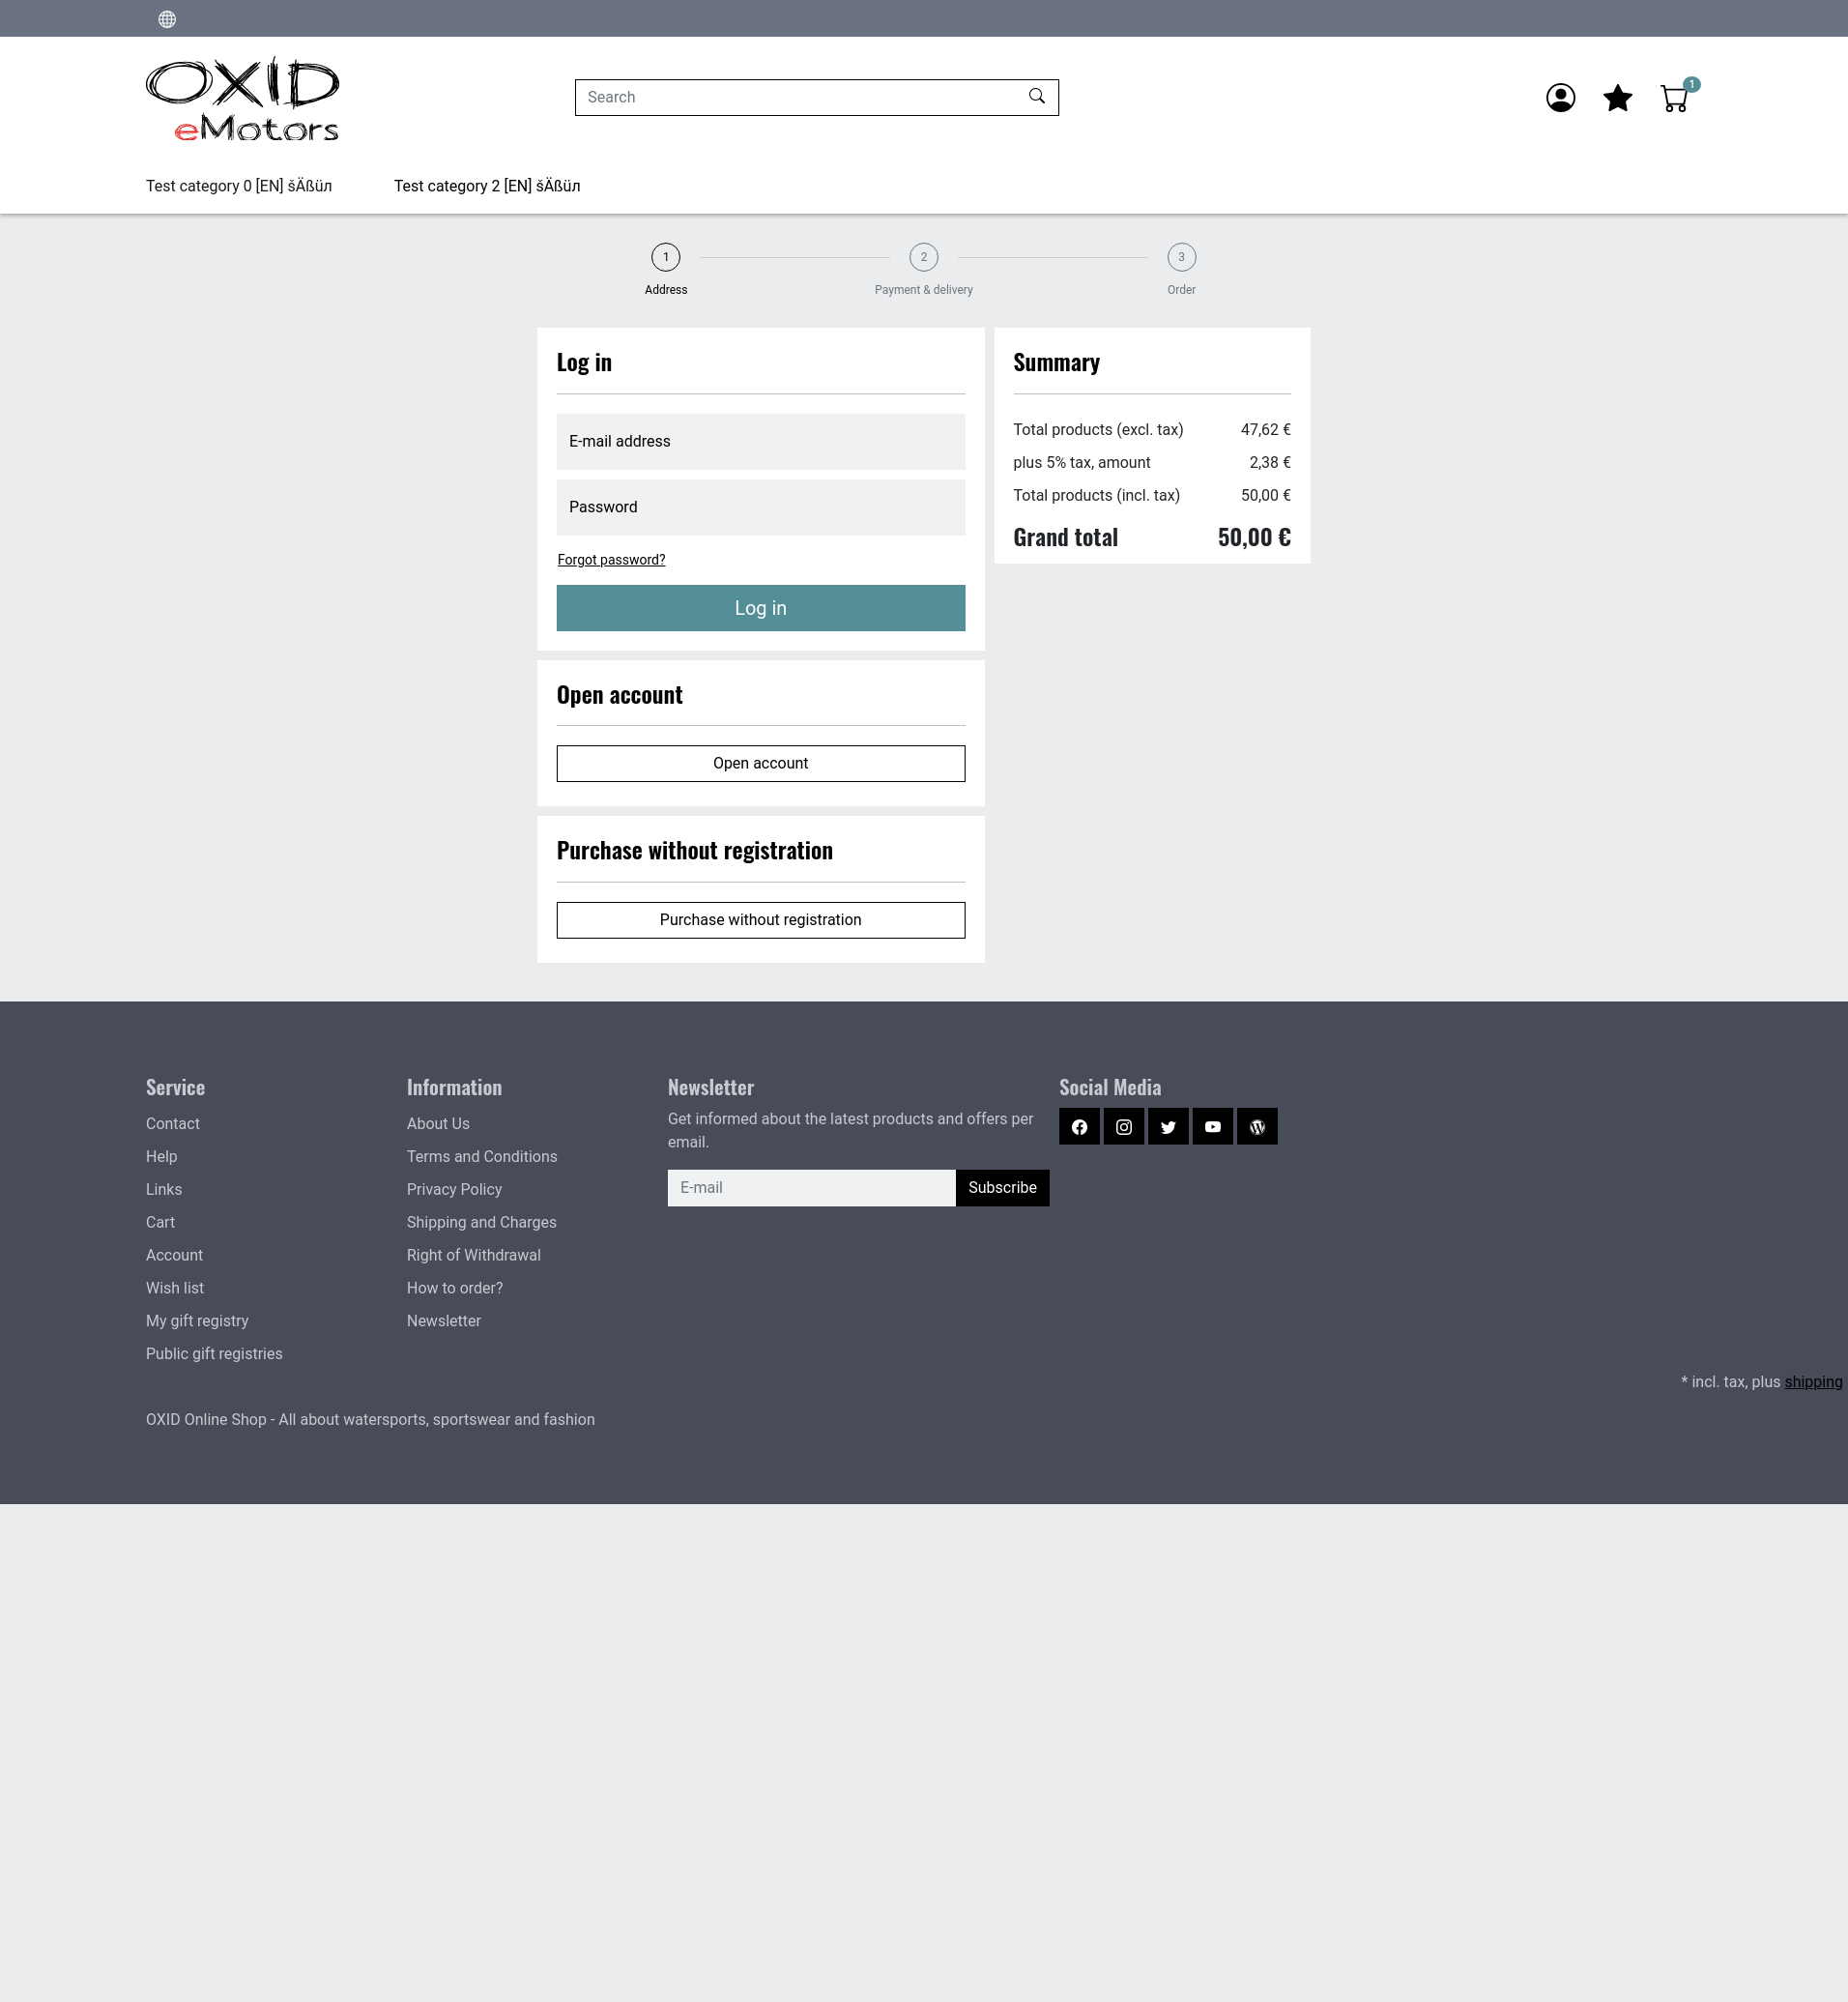 OXID
eMotors
Search
1
Test category 0 [EN] šÄßüл
Test category 2 [EN] šÄßüл
1
2
3
Address
Payment & delivery
Order
Log in
E-mail address
Password
Forgot password?
Log in
Open account
Open account
Purchase without registration
Purchase without registration
Summary
Total products (excl. tax) 47,62 €
plus 5% tax, amount 2,38 €
Total products (incl. tax) 50,00 €
Grand total 50,00 €
Service
Contact
Help
Links
Cart
Account
Wish list
My gift registry
Public gift registries
Information
About Us
Terms and Conditions
Privacy Policy
Shipping and Charges
Right of Withdrawal
How to order?
Newsletter
Newsletter
Get informed about the latest products and offers per
email.
E-mail
Subscribe
Social Media
* incl. tax, plus shipping
OXID Online Shop - All about watersports, sportswear and fashion